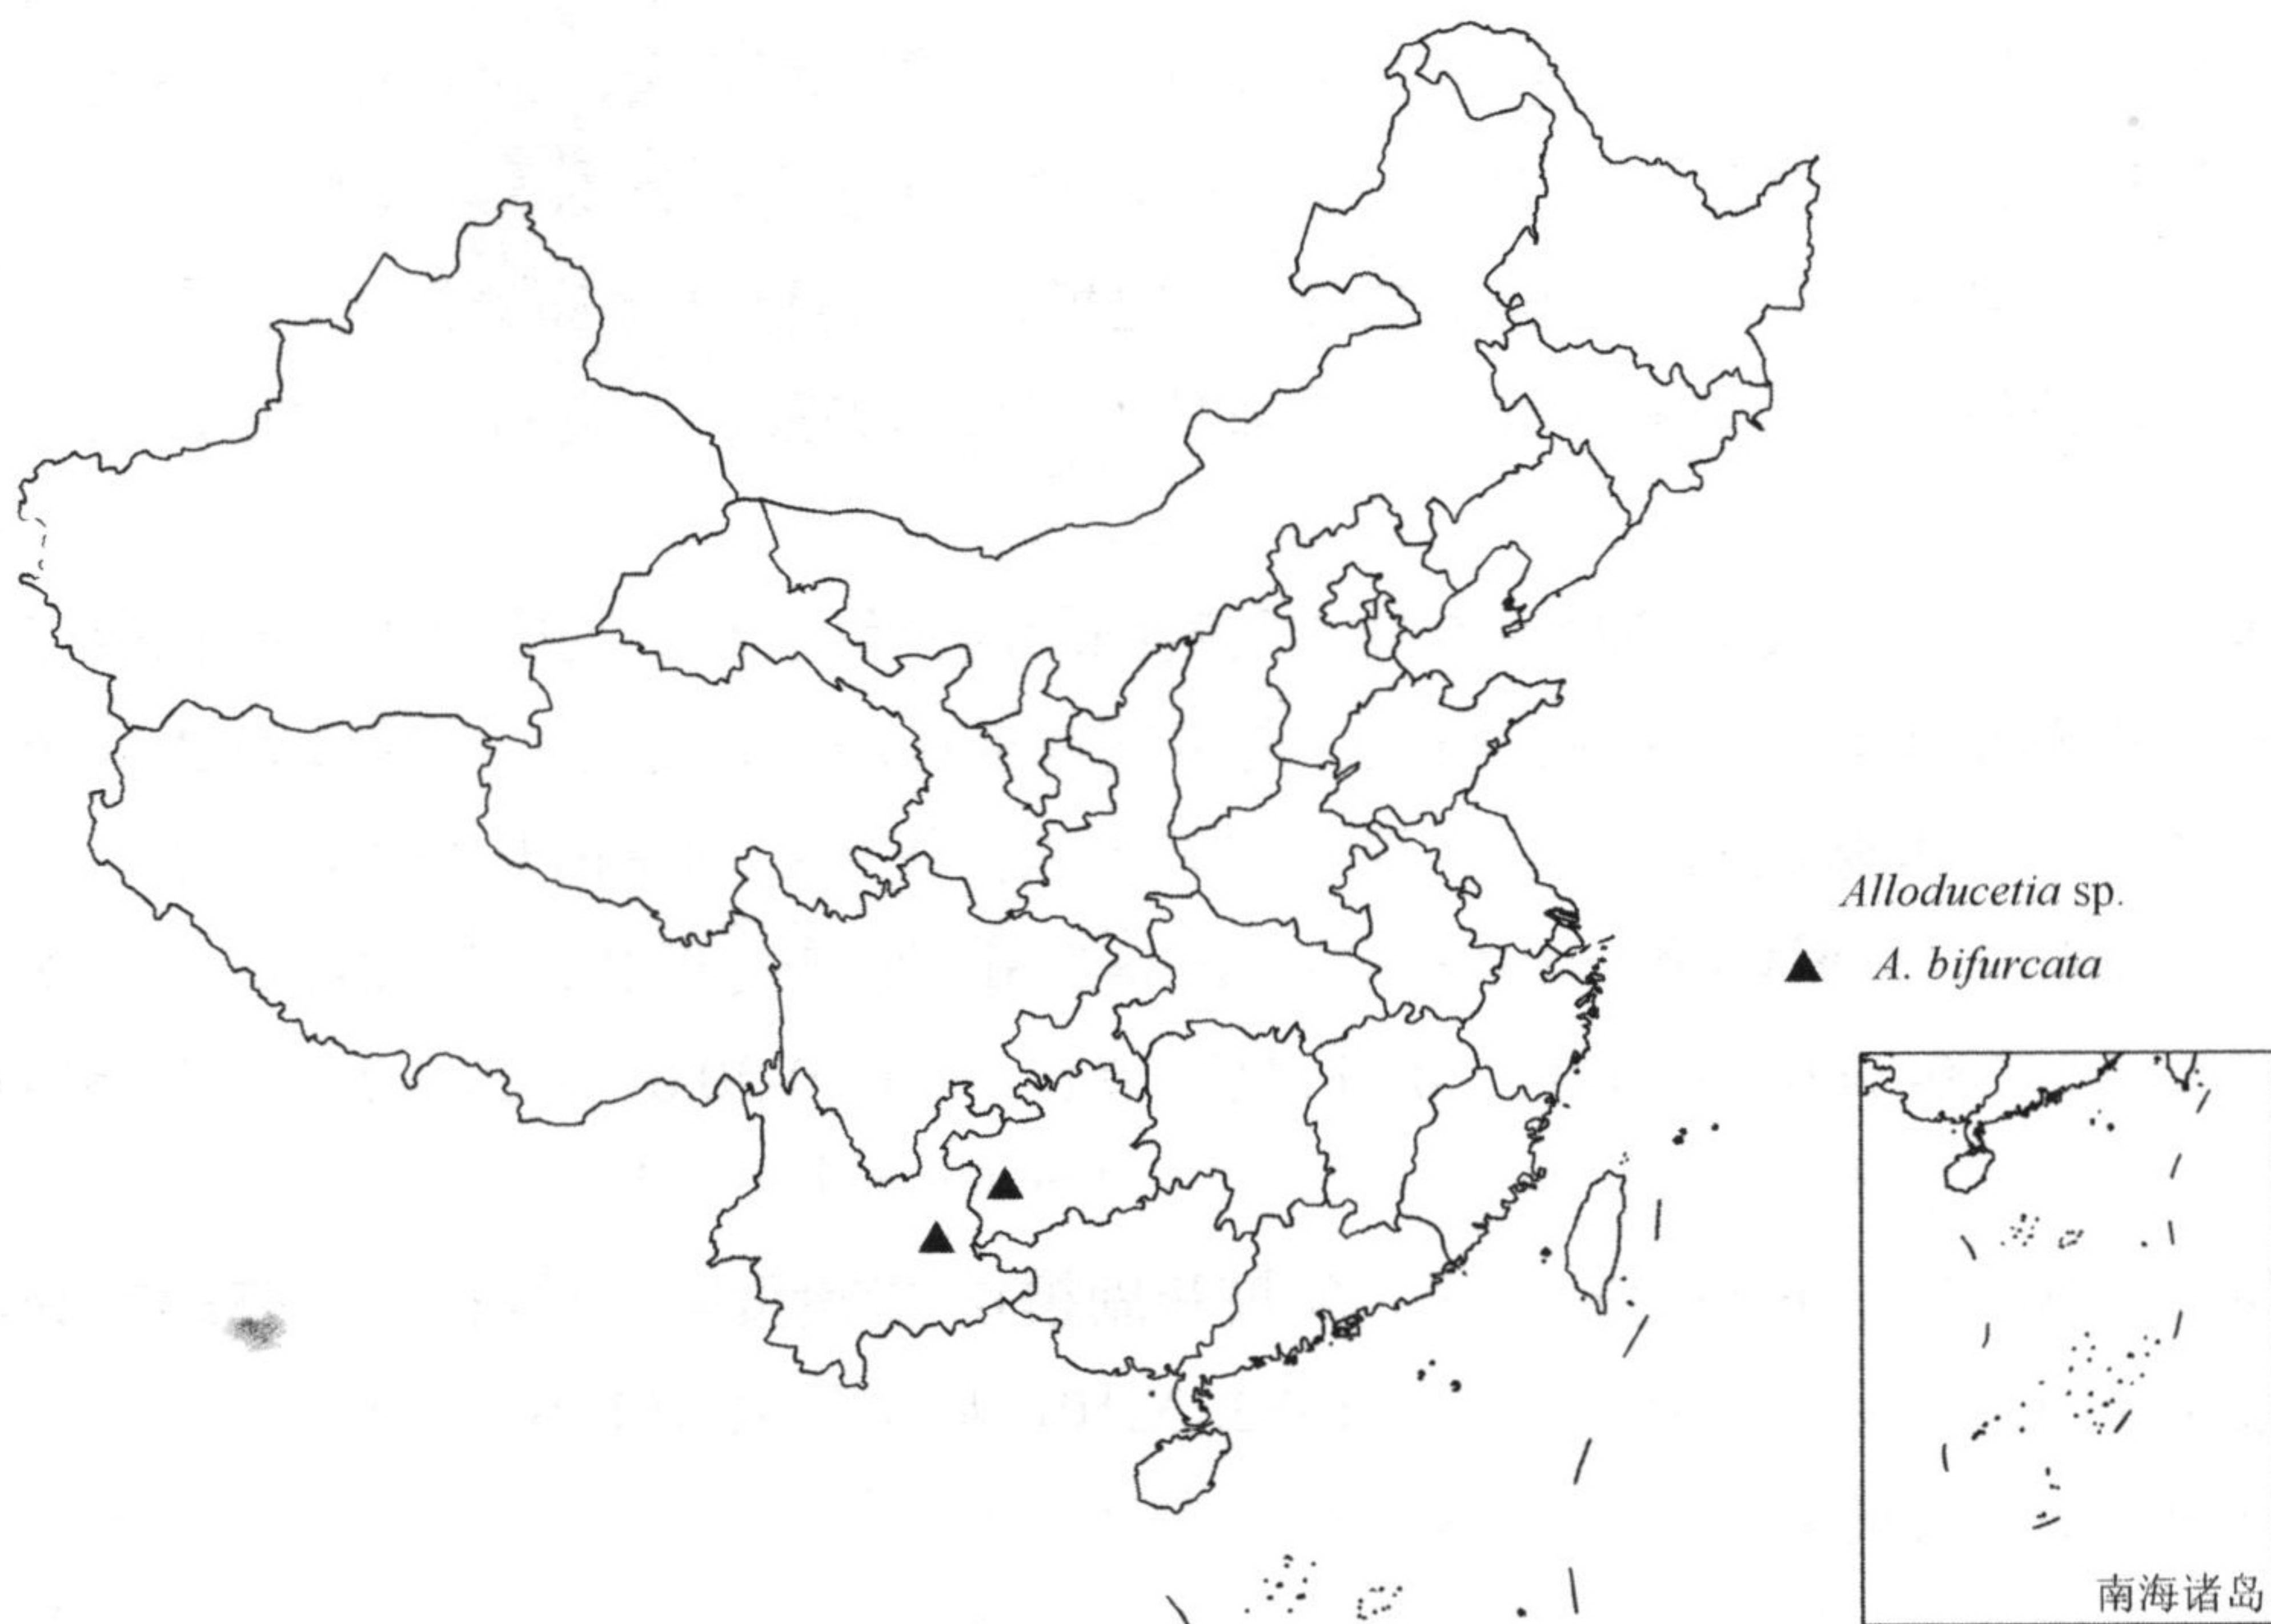 Alloducetia sp.
▲ A. bifurcata
南海诸岛